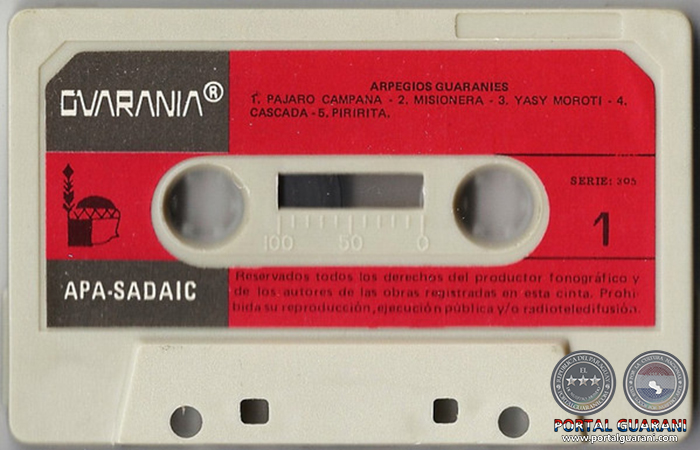 GUARANIA®
ARPEGIOS GUARANIES
1. PAJARO CAMPANA - 2. MISIONERA - 3. YASY MOROTI - 4.
CASCADA - 5. PIRIRITA.
SERIE: 305
1
100 50 0
APA-SADAIC
Reservados todos los derechos del productor fonográfico y
de los autores de las obras registradas en esta cinta. Prohi-
bida su reproducción, ejecución pública y/o radioteledifusión.
PORTAL GUARANI
www.portalguarani.com